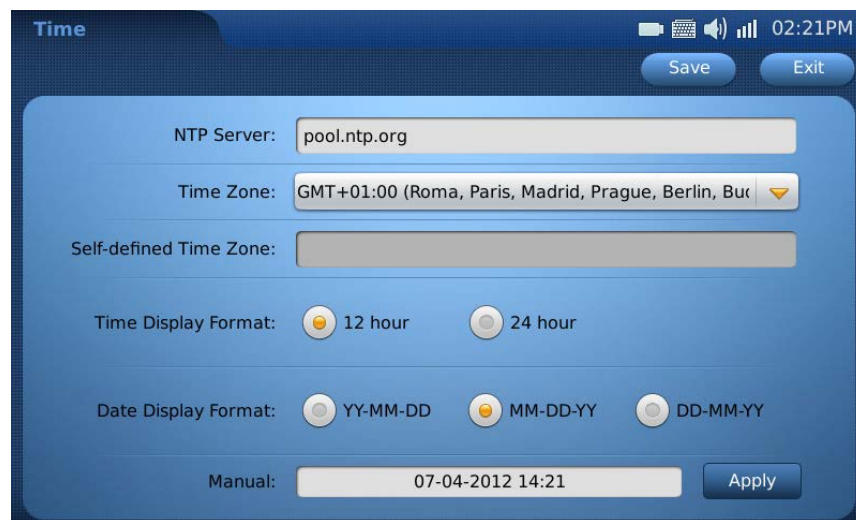 Time 02:21PM
Save Exit
NTP Server: pool.ntp.org
Time Zone: GMT+01:00 (Roma, Paris, Madrid, Prague, Berlin,
Self-defined Time Zone:
Time Display Format: 12 hour 24 hour
Date Display Format: YY-MM-DD MM-DD-YY DD-MM-YY
Manual: 07-04-2012 14:21 Apply